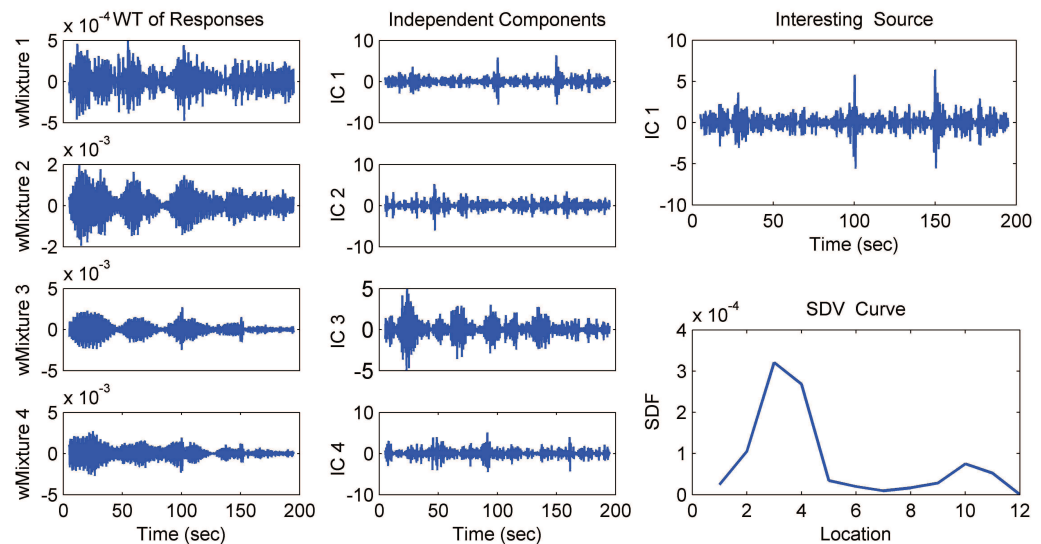 WT of Responses
x 10^-4
wMixture 1
5
0
-5
x 10^-3
wMixture 2
2
0
-2
x 10^-3
wMixture 3
5
0
-5
x 10^-3
wMixture 4
5
0
-5
0 50 100 150 200
Time (sec)
Independent Components
IC 1
10
0
-10
IC 2
10
0
-10
IC 3
5
0
5
IC 4
10
0
-10
0 50 100 150 200
Time (sec)
Interesting Source
IC 1
10
5
0
-5
-10
0 50 100 150 200
Time (sec)
SDV Curve
x 10^-4
SDF
4
3
2
1
0
0 2 4 6 8 10 12
Location